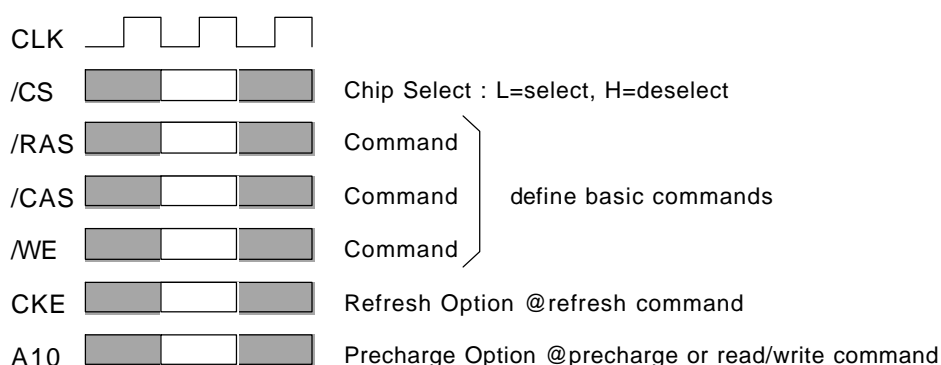 CLK
/CS Chip Select : L=select, H=deselect
/RAS Command
/CAS Command define basic commands
/WE Command
CKE Refresh Option @refresh command
A10 Precharge Option @precharge or read/write command